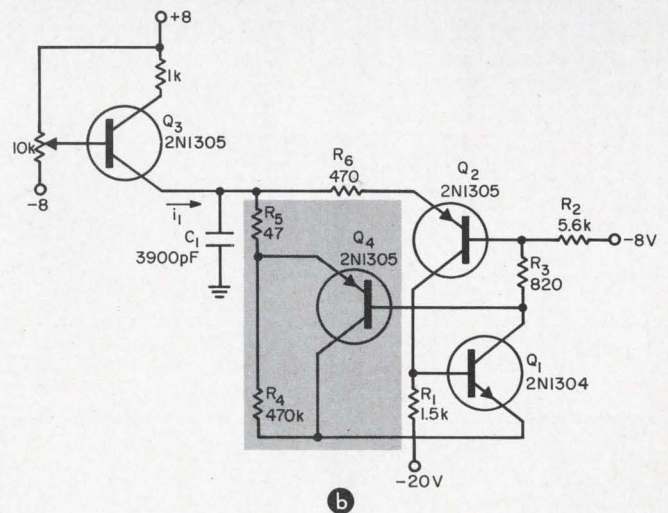 +8
1k
Q3
2N1305
10k
-8
i1
C1
3900pF
R5
47
R6
470
Q4
2N1305
R4
470k
Q2
2N1305
R2
5.6k
-8V
R3
820
Q1
2N1304
R1
1.5k
-20V
b